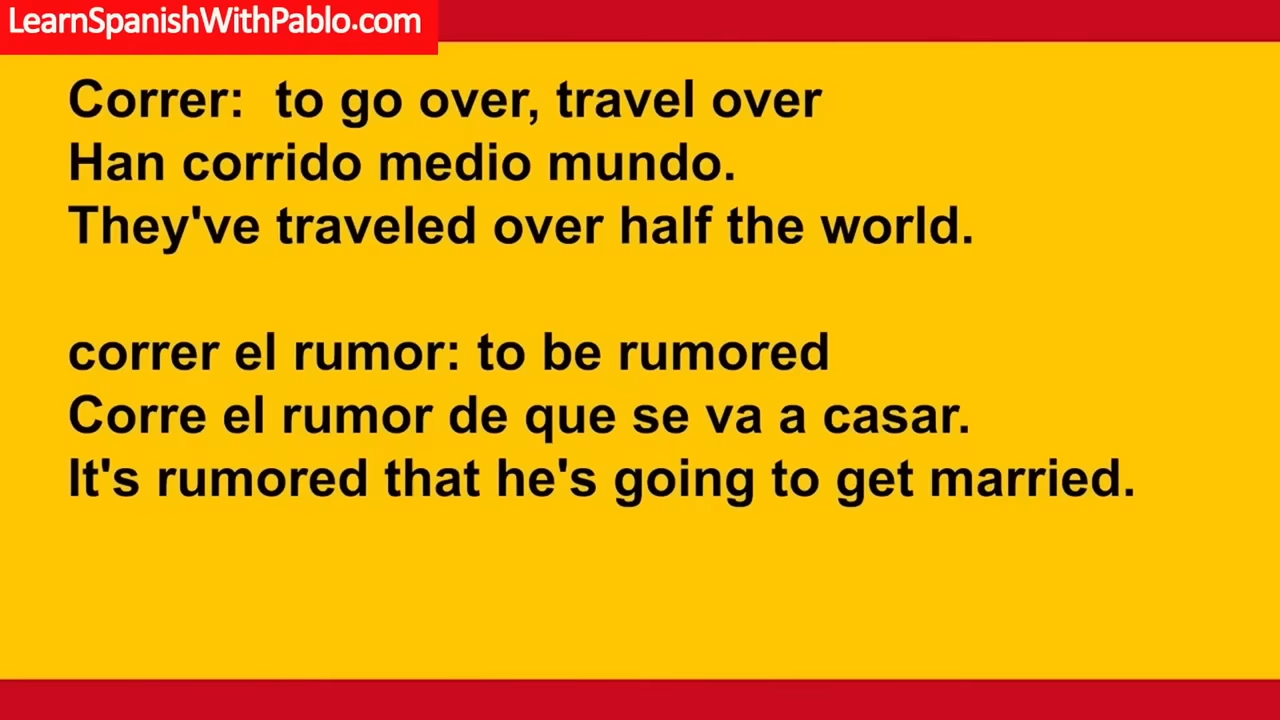 LearnSpanishWithPablo.com
Correr: to go over, travel over
Han corrido medio mundo.
They've traveled over half the world.
correr el rumor: to be rumored
Corre el rumor de que se va a casar.
It's rumored that he's going to get married.